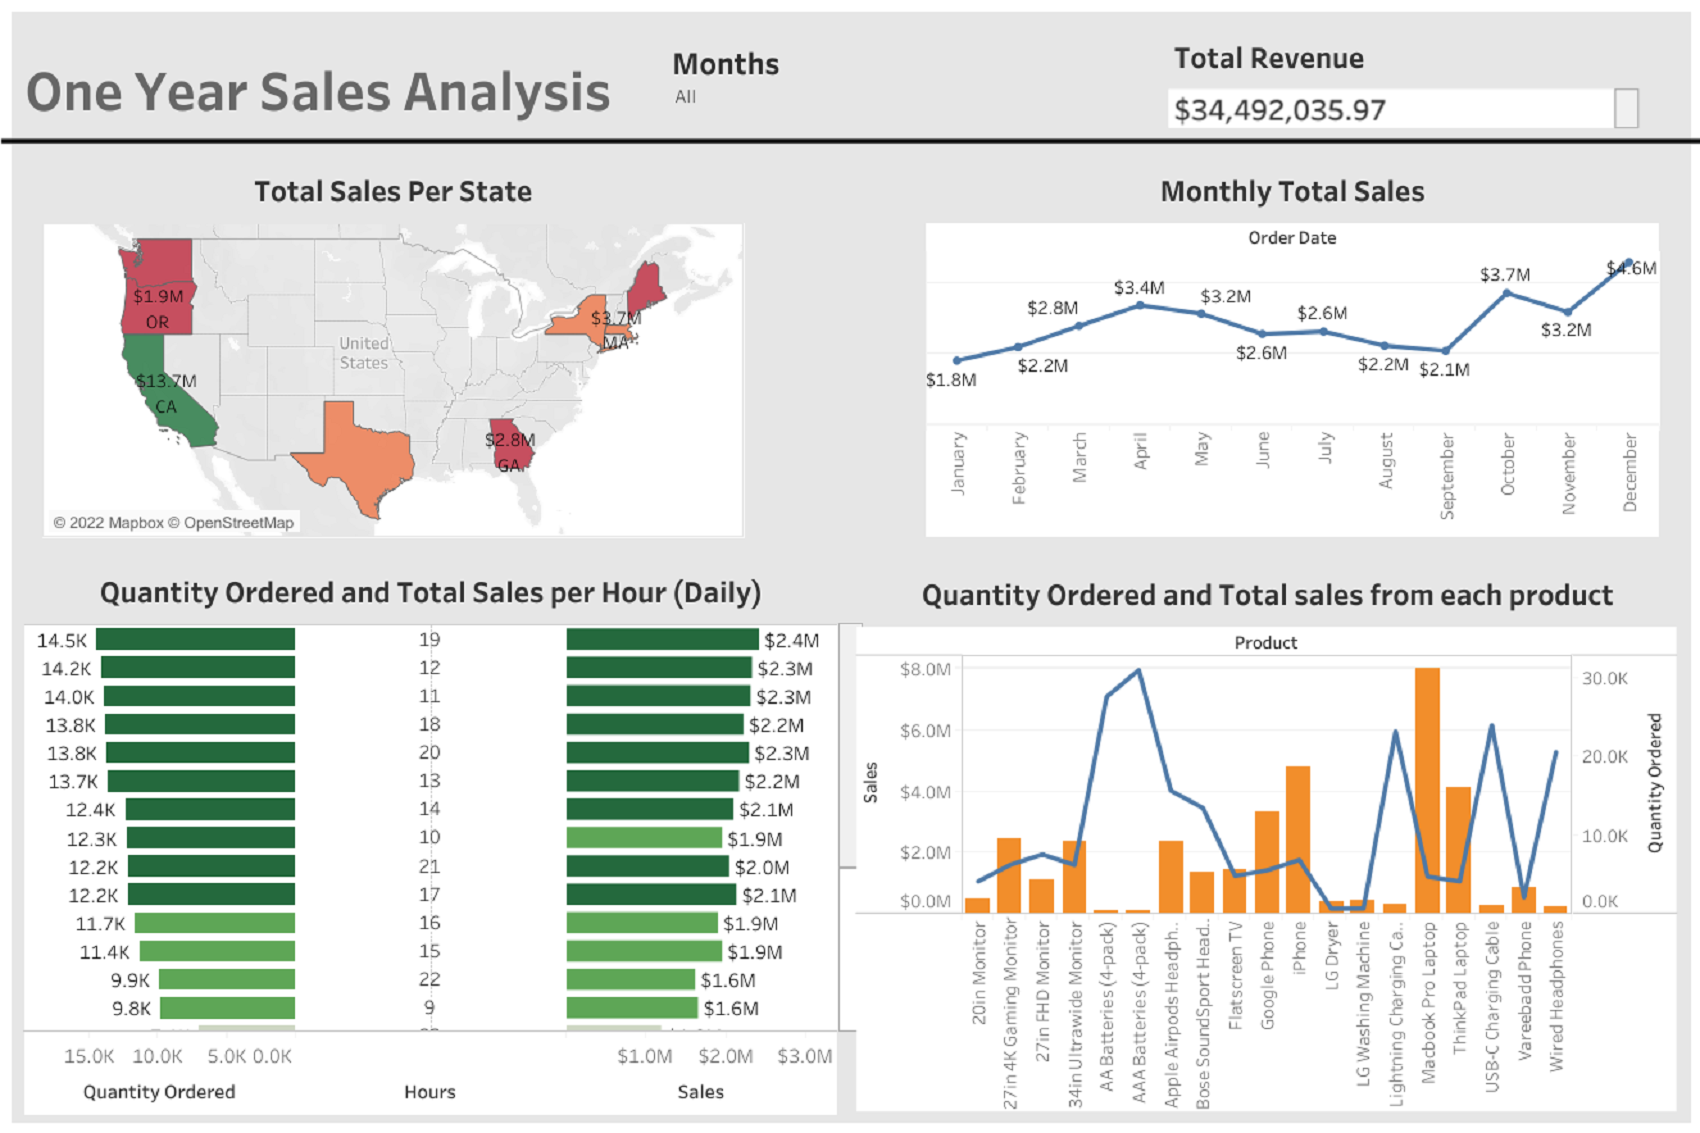 One Year Sales Analysis
Months
All
Total Revenue
$34,492,035.97
Total Sales Per State
$1.9M
OR
$13.7M
CA
United
States
$3.7M
MA
$2.8M
GA
© 2022 Mapbox © OpenStreetMap
Monthly Total Sales
Order Date
$1.8M
$2.2M
$2.8M
$3.4M
$3.2M
$2.6M
$2.6M
$2.2M
$2.1M
$3.7M
$3.2M
$4.6M
January
February
March
April
May
June
July
August
September
October
November
December
Quantity Ordered and Total Sales per Hour (Daily)
14.5K 19 $2.4M
14.2K 12 $2.3M
14.0K 11 $2.3M
13.8K 18 $2.2M
13.8K 20 $2.3M
13.7K 13 $2.2M
12.4K 14 $2.1M
12.3K 10 $1.9M
12.2K 21 $2.0M
12.2K 17 $2.1M
11.7K 16 $1.9M
11.4K 15 $1.9M
9.9K 22 $1.6M
9.8K 9 $1.6M
15.0K 10.0K 5.0K 0.0K $1.0M $2.0M $3.0M
Quantity Ordered Hours Sales
Quantity Ordered and Total sales from each product
Product
$8.0M
$6.0M
$4.0M
$2.0M
$0.0M
Sales
30.0K
20.0K
10.0K
0.0K
Quantity Ordered
20in Monitor
27in 4K Gaming Monitor
27in FHD Monitor
34in Ultrawide Monitor
AA Batteries (4-pack)
AAA Batteries (4-pack)
Apple Airpods Headph..
Bose SoundSport Head..
Flatscreen TV
Google Phone
iPhone
LG Dryer
LG Washing Machine
Lightning Charging Ca..
Macbook Pro Laptop
ThinkPad Laptop
USB-C Charging Cable
Vareebadd Phone
Wired Headphones